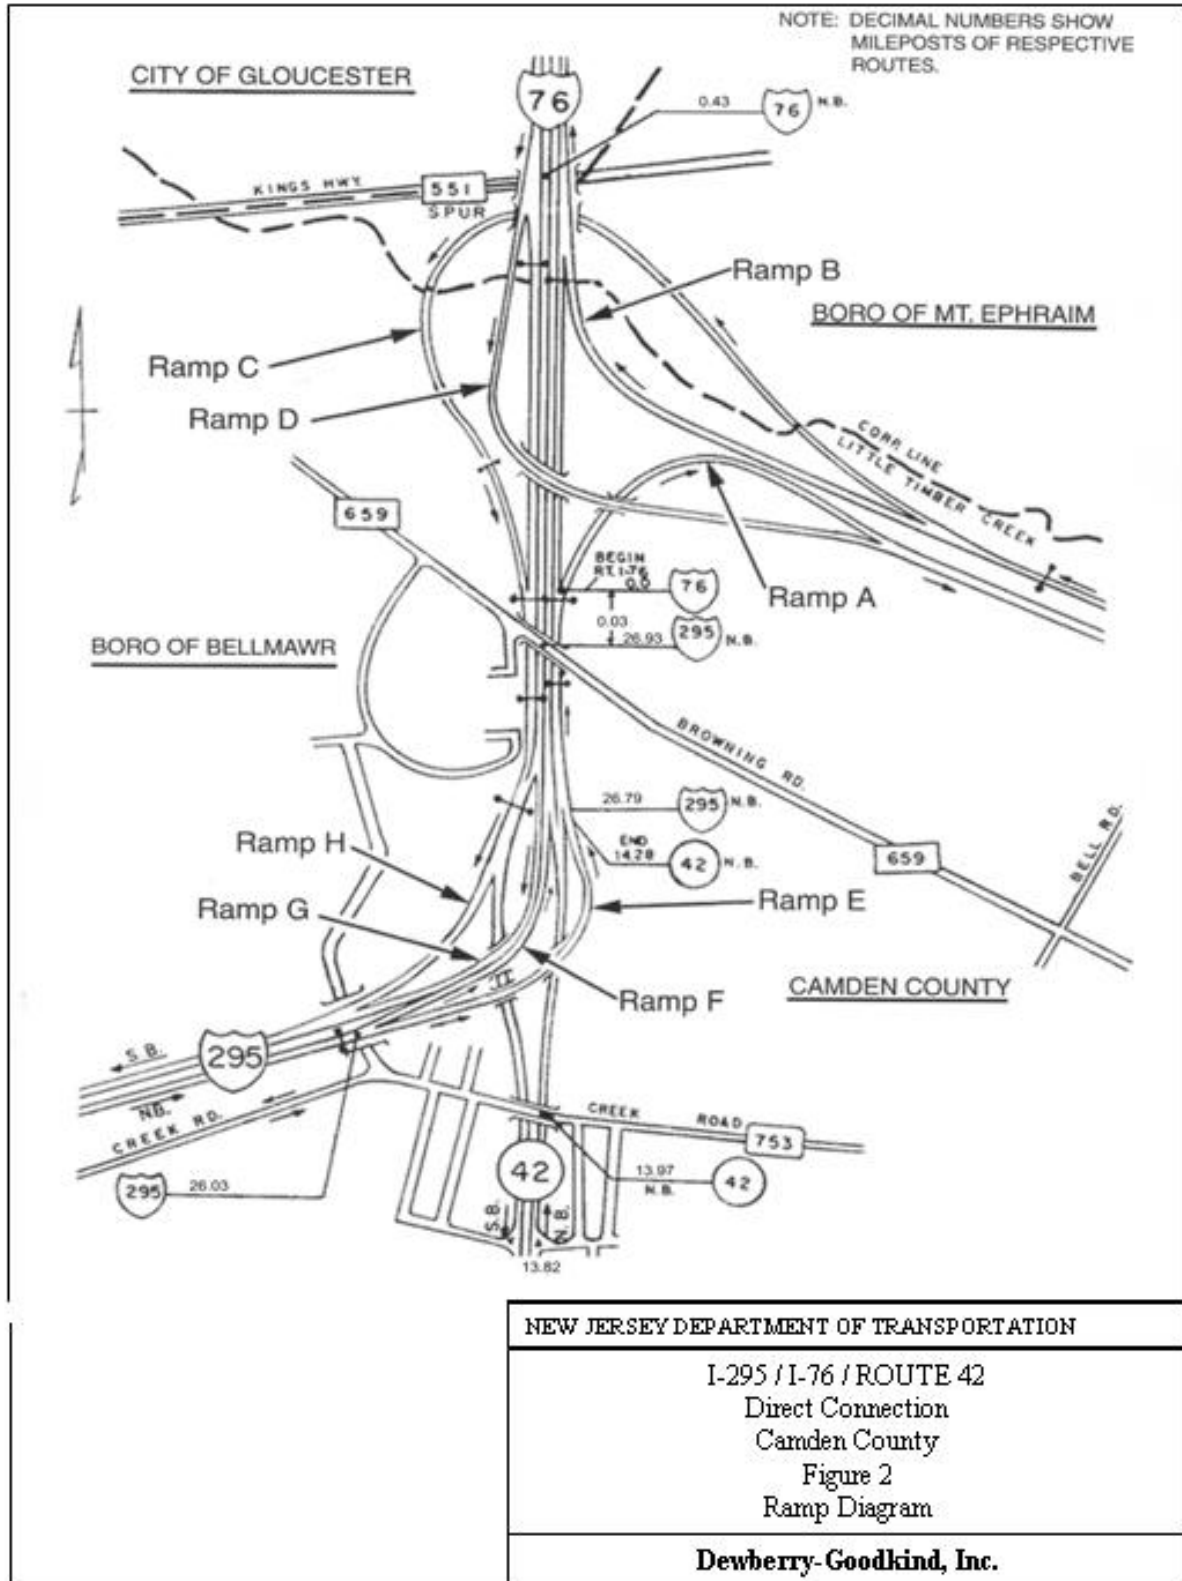 NOTE: DECIMAL NUMBERS SHOW
MILEPOSTS OF RESPECTIVE
ROUTES.
CITY OF GLOUCESTER
76
0.43
76
N.B.
KINGS HWY.
551
SPUR
Ramp B
BORO OF MT. EPHRAIM
Ramp C
Ramp D
CORP. LINE
LITTLE TIMBER CREEK
659
BEGIN
RT. I-76
0.0
76
Ramp A
0.03
26.93
295
N.B.
BORO OF BELLMAWR
BROWNING RD.
26.79
295
N.B.
END
14.28
42
N.B.
659
BELL RD.
Ramp H
Ramp G
Ramp E
Ramp F
CAMDEN COUNTY
S.B.
295
N.B.
CREEK RD.
CREEK ROAD
753
295
26.03
42
13.97
N.B.
42
S.B.
N.B.
13.82
NEW JERSEY DEPARTMENT OF TRANSPORTATION
I-295 / I-76 / ROUTE 42
Direct Connection
Camden County
Figure 2
Ramp Diagram
Dewberry-Goodkind, Inc.